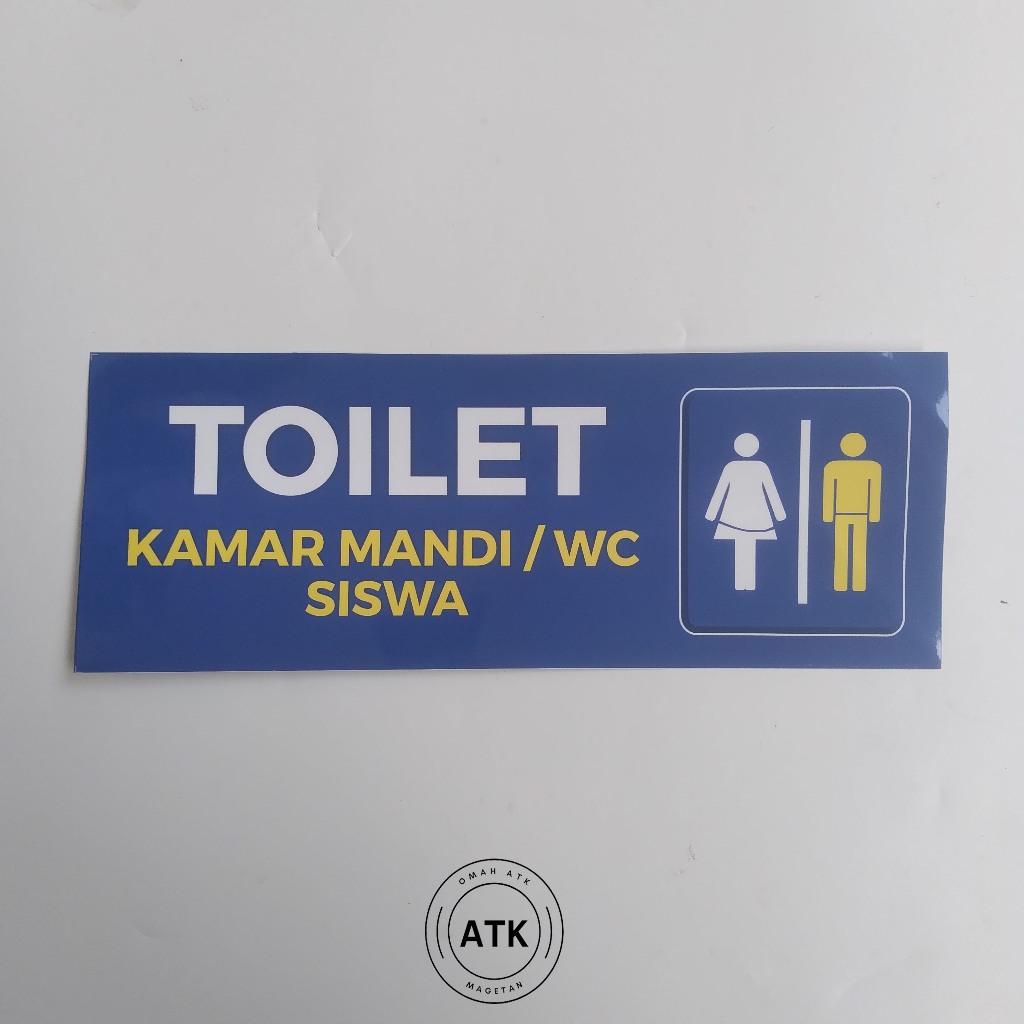 TOILET
KAMAR MANDI / WC
SISWA
OMAH ATK
ATK
MAGETAN